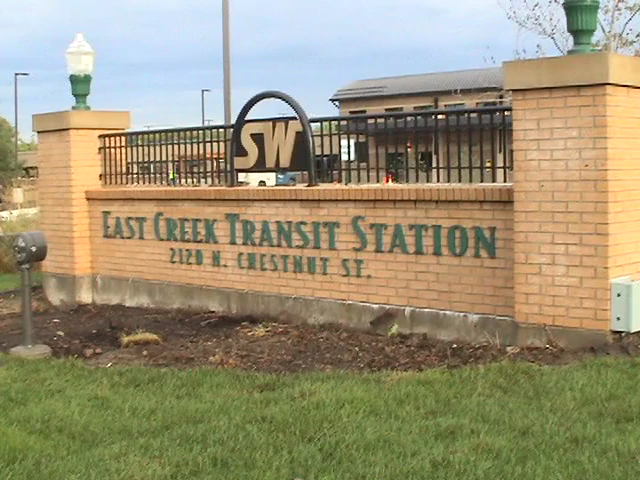 SW
EAST CREEK TRANSIT STATION
2120 N. CHESTNUT ST.